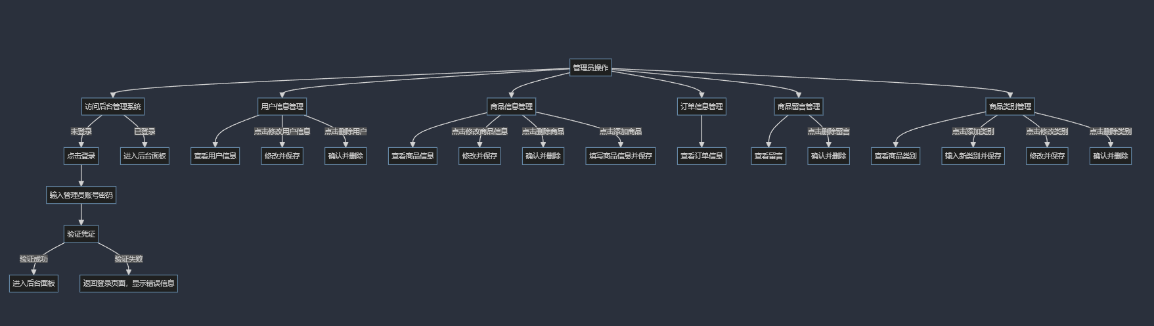 管理员操作
访问后台管理系统
用户信息管理
商品信息管理
订单信息管理
商品留言管理
商品类别管理
未登录
已登录
点击修改用户信息
点击删除用户
点击修改商品信息
点击删除商品
点击添加商品
点击删除留言
点击添加类别
点击修改类别
点击删除类别
点击登录
进入后台面板
查看用户信息
修改并保存
确认并删除
查看商品信息
修改并保存
确认并删除
填写商品信息并保存
查看订单信息
查看留言
确认并删除
查看商品类别
输入新类别并保存
修改并保存
确认并删除
输入管理员账号密码
验证凭证
验证成功
验证失败
进入后台面板
返回登录页面，显示错误信息